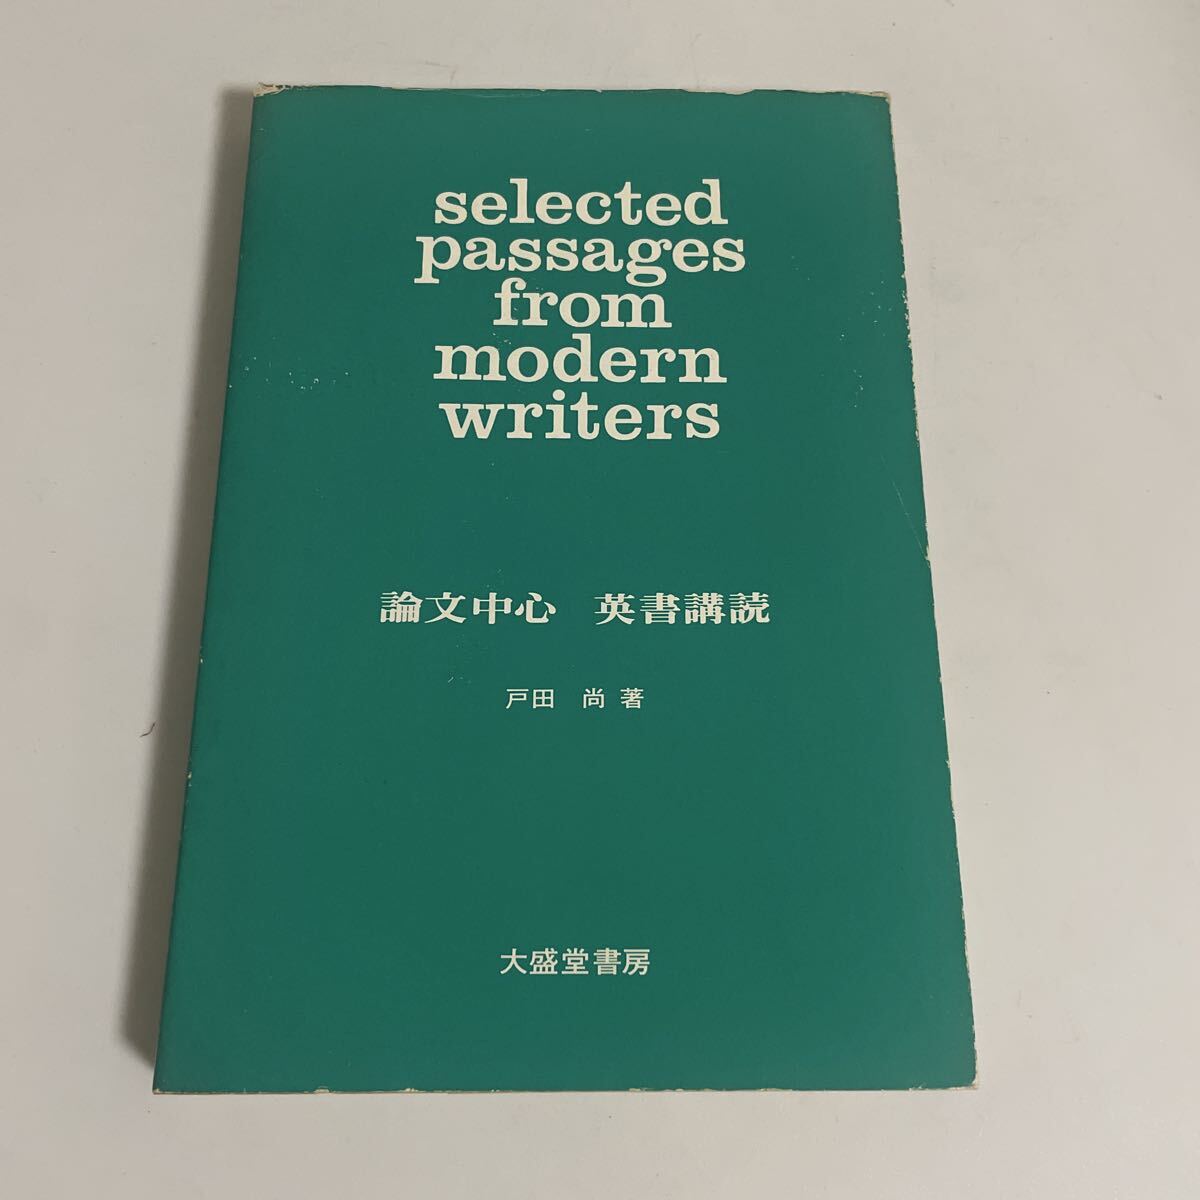 selected
passages
from
modern
writers
論文中心　英書講読
戸田　尚 著
大盛堂書房